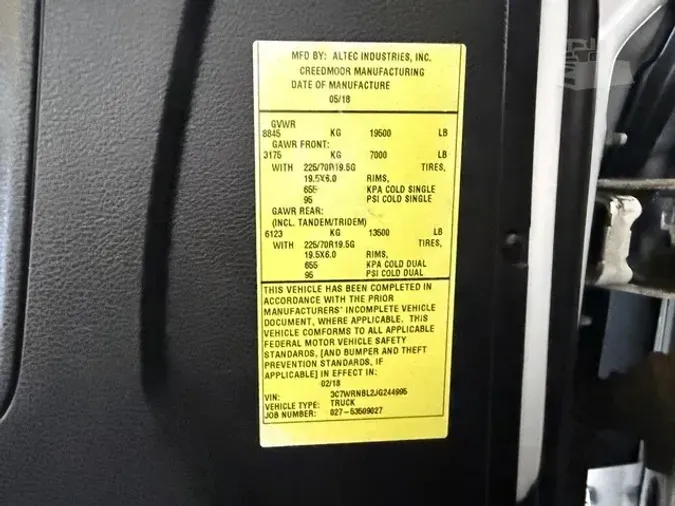 MFD BY: ALTEC INDUSTRIES, INC.
CREEDMOOR MANUFACTURING
DATE OF MANUFACTURE
05/18
GVWR
8845 KG 19500 LB
GAWR FRONT:
3175 KG 7000 LB
WITH 225/70R19.5G TIRES,
19.5X6.0 RIMS,
655 KPA COLD SINGLE
95 PSI COLD SINGLE
GAWR REAR:
(INCL. TANDEM/TRIDEM)
6123 KG 13500 LB
WITH 225/70R19.5G TIRES,
19.5X6.0 RIMS,
655 KPA COLD DUAL
95 PSI COLD DUAL
THIS VEHICLE HAS BEEN COMPLETED IN
ACCORDANCE WITH THE PRIOR
MANUFACTURERS' INCOMPLETE VEHICLE
DOCUMENT, WHERE APPLICABLE. THIS
VEHICLE CONFORMS TO ALL APPLICABLE
FEDERAL MOTOR VEHICLE SAFETY
STANDARDS, [AND BUMPER AND THEFT
PREVENTION STANDARDS, IF
APPLICABLE] IN EFFECT IN:
02/18
VIN: 3C7WRNBL2JG244995
VEHICLE TYPE: TRUCK
JOB NUMBER: 027-53509027